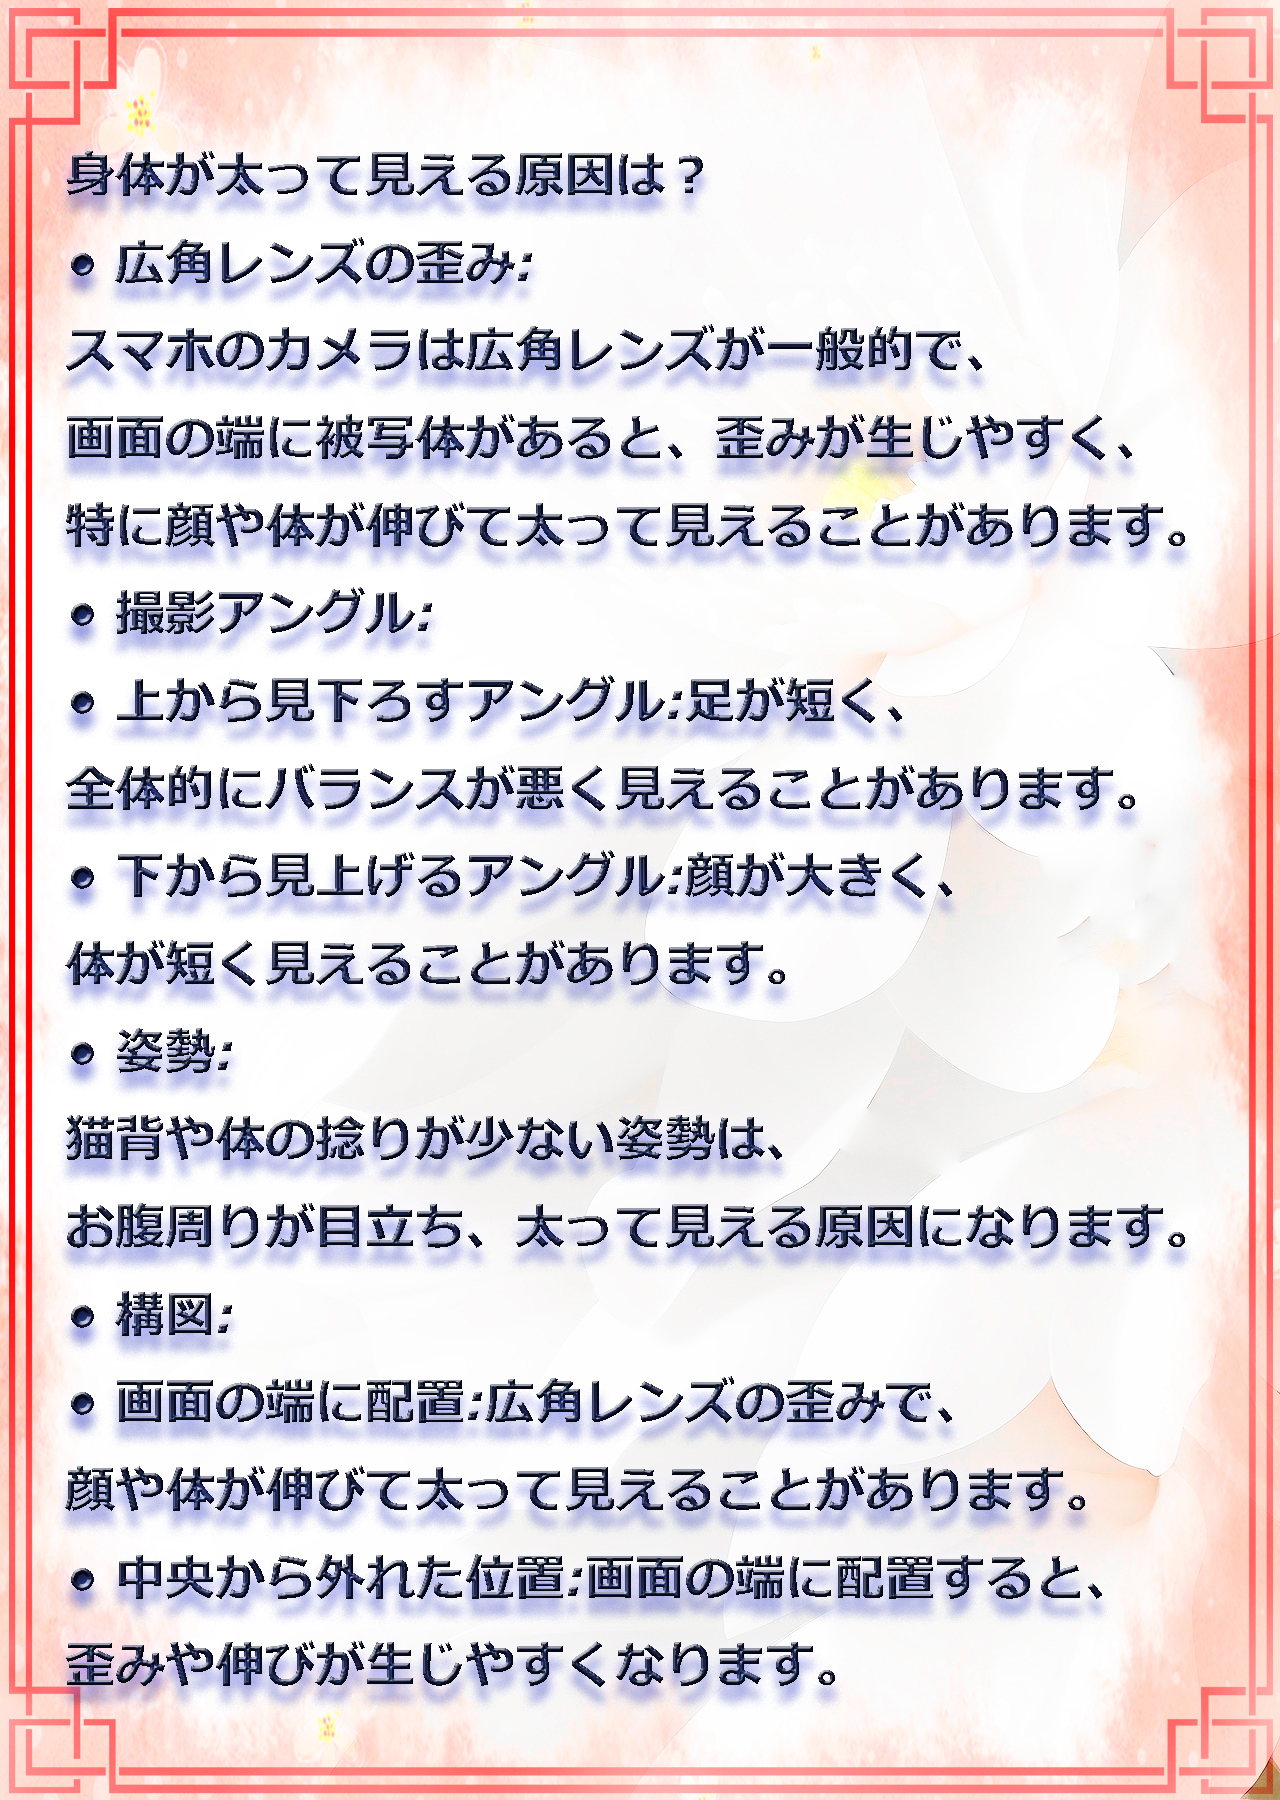 身体が太って見える原因は？
● 広角レンズの歪み:
スマホのカメラは広角レンズが一般的で、
画面の端に被写体があると、歪みが生じやすく、
特に顔や体が伸びて太って見えることがあります。
● 撮影アングル:
● 上から見下ろすアングル:足が短く、
全体的にバランスが悪く見えることがあります。
● 下から見上げるアングル:顔が大きく、
体が短く見えることがあります。
● 姿勢:
猫背や体の捻りが少ない姿勢は、
お腹周りが目立ち、太って見える原因になります。
● 構図:
● 画面の端に配置:広角レンズの歪みで、
顔や体が伸びて太って見えることがあります。
● 中央から外れた位置:画面の端に配置すると、
歪みや伸びが生じやすくなります。